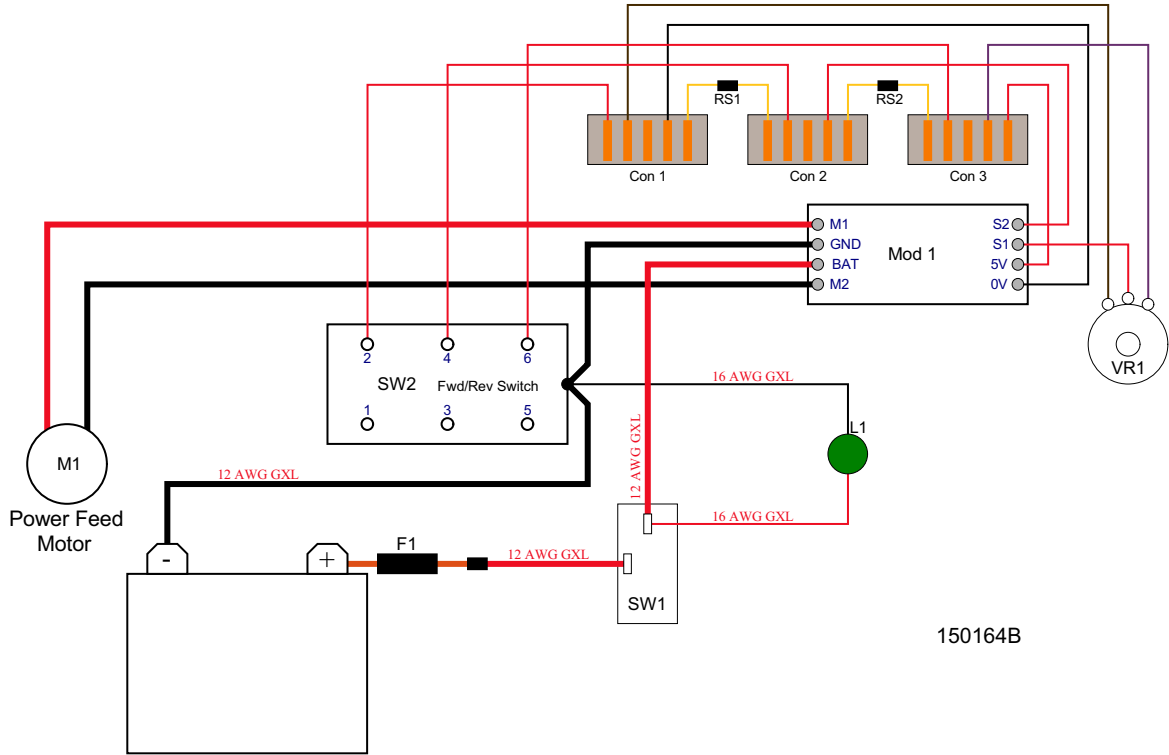 RS1
RS2
Con 1
Con 2
Con 3
M1
GND
BAT
M2
Mod 1
S2
S1
5V
0V
VR1
2
4
6
SW2
Fwd/Rev Switch
1
3
5
16 AWG GXL
L1
12 AWG GXL
M1
Power Feed
Motor
12 AWG GXL
16 AWG GXL
-
+
F1
12 AWG GXL
SW1
150164B